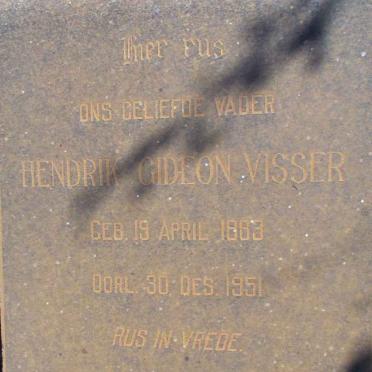 Hier rus
ONS GELIEFDE VADER
HENDRIK GIDEON VISSER
GEB. 19 APRIL 1863
OORL. 30 DES. 1951
RUS IN VREDE.